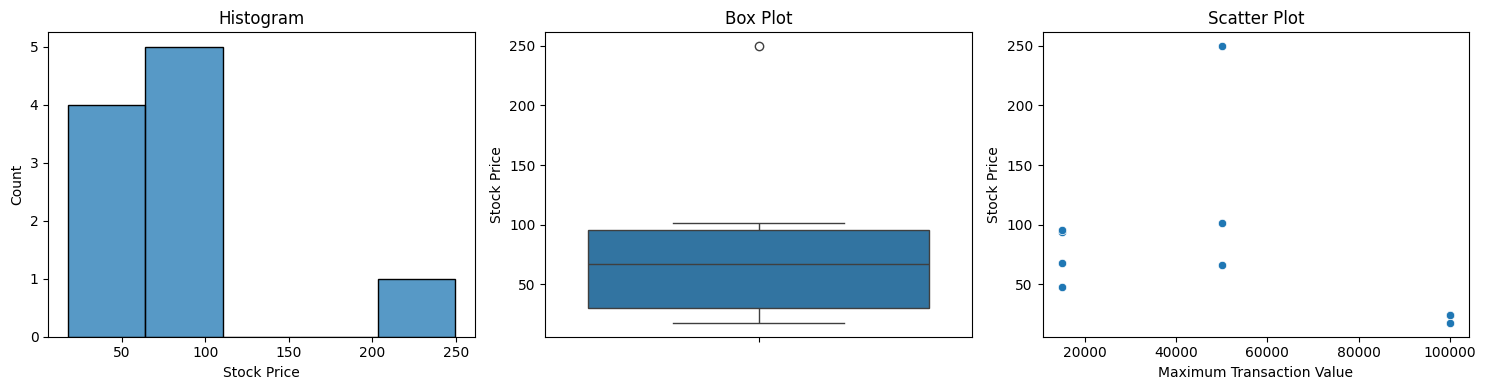 Histogram
Count
5
4
3
2
1
0
50 100 150 200 250
Stock Price
Box Plot
Stock Price
250
200
150
100
50
Scatter Plot
Stock Price
250
200
150
100
50
20000 40000 60000 80000 100000
Maximum Transaction Value